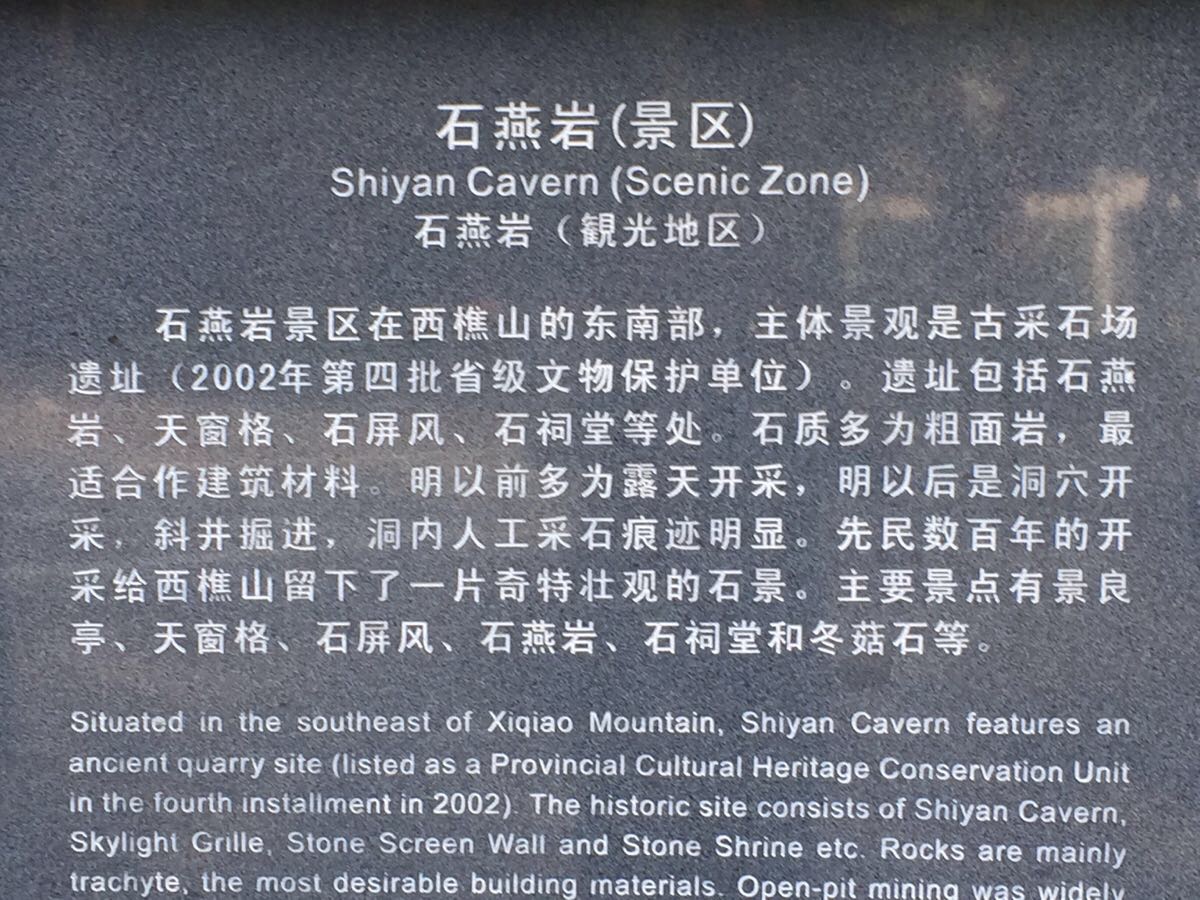 石燕岩(景区)
Shiyan Cavern (Scenic Zone)
石燕岩（観光地区）
石燕岩景区在西樵山的东南部，主体景观是古采石场
遗址（2002年第四批省级文物保护单位）。遗址包括石燕
岩、天窗格、石屏风、石祠堂等处。石质多为粗面岩，最
适合作建筑材料。明以前多为露天开采，明以后是洞穴开
采，斜井掘进，洞内人工采石痕迹明显。先民数百年的开
采给西樵山留下了一片奇特壮观的石景。主要景点有景良
亭、天窗格、石屏风、石燕岩、石祠堂和冬菇石等。
Situated in the southeast of Xiqiao Mountain, Shiyan Cavern features an
ancient quarry site (listed as a Provincial Cultural Heritage Conservation Unit
in the fourth installment in 2002). The historic site consists of Shiyan Cavern,
Skylight Grille, Stone Screen Wall and Stone Shrine etc. Rocks are mainly
trachyte, the most desirable building materials. Open-pit mining was widely